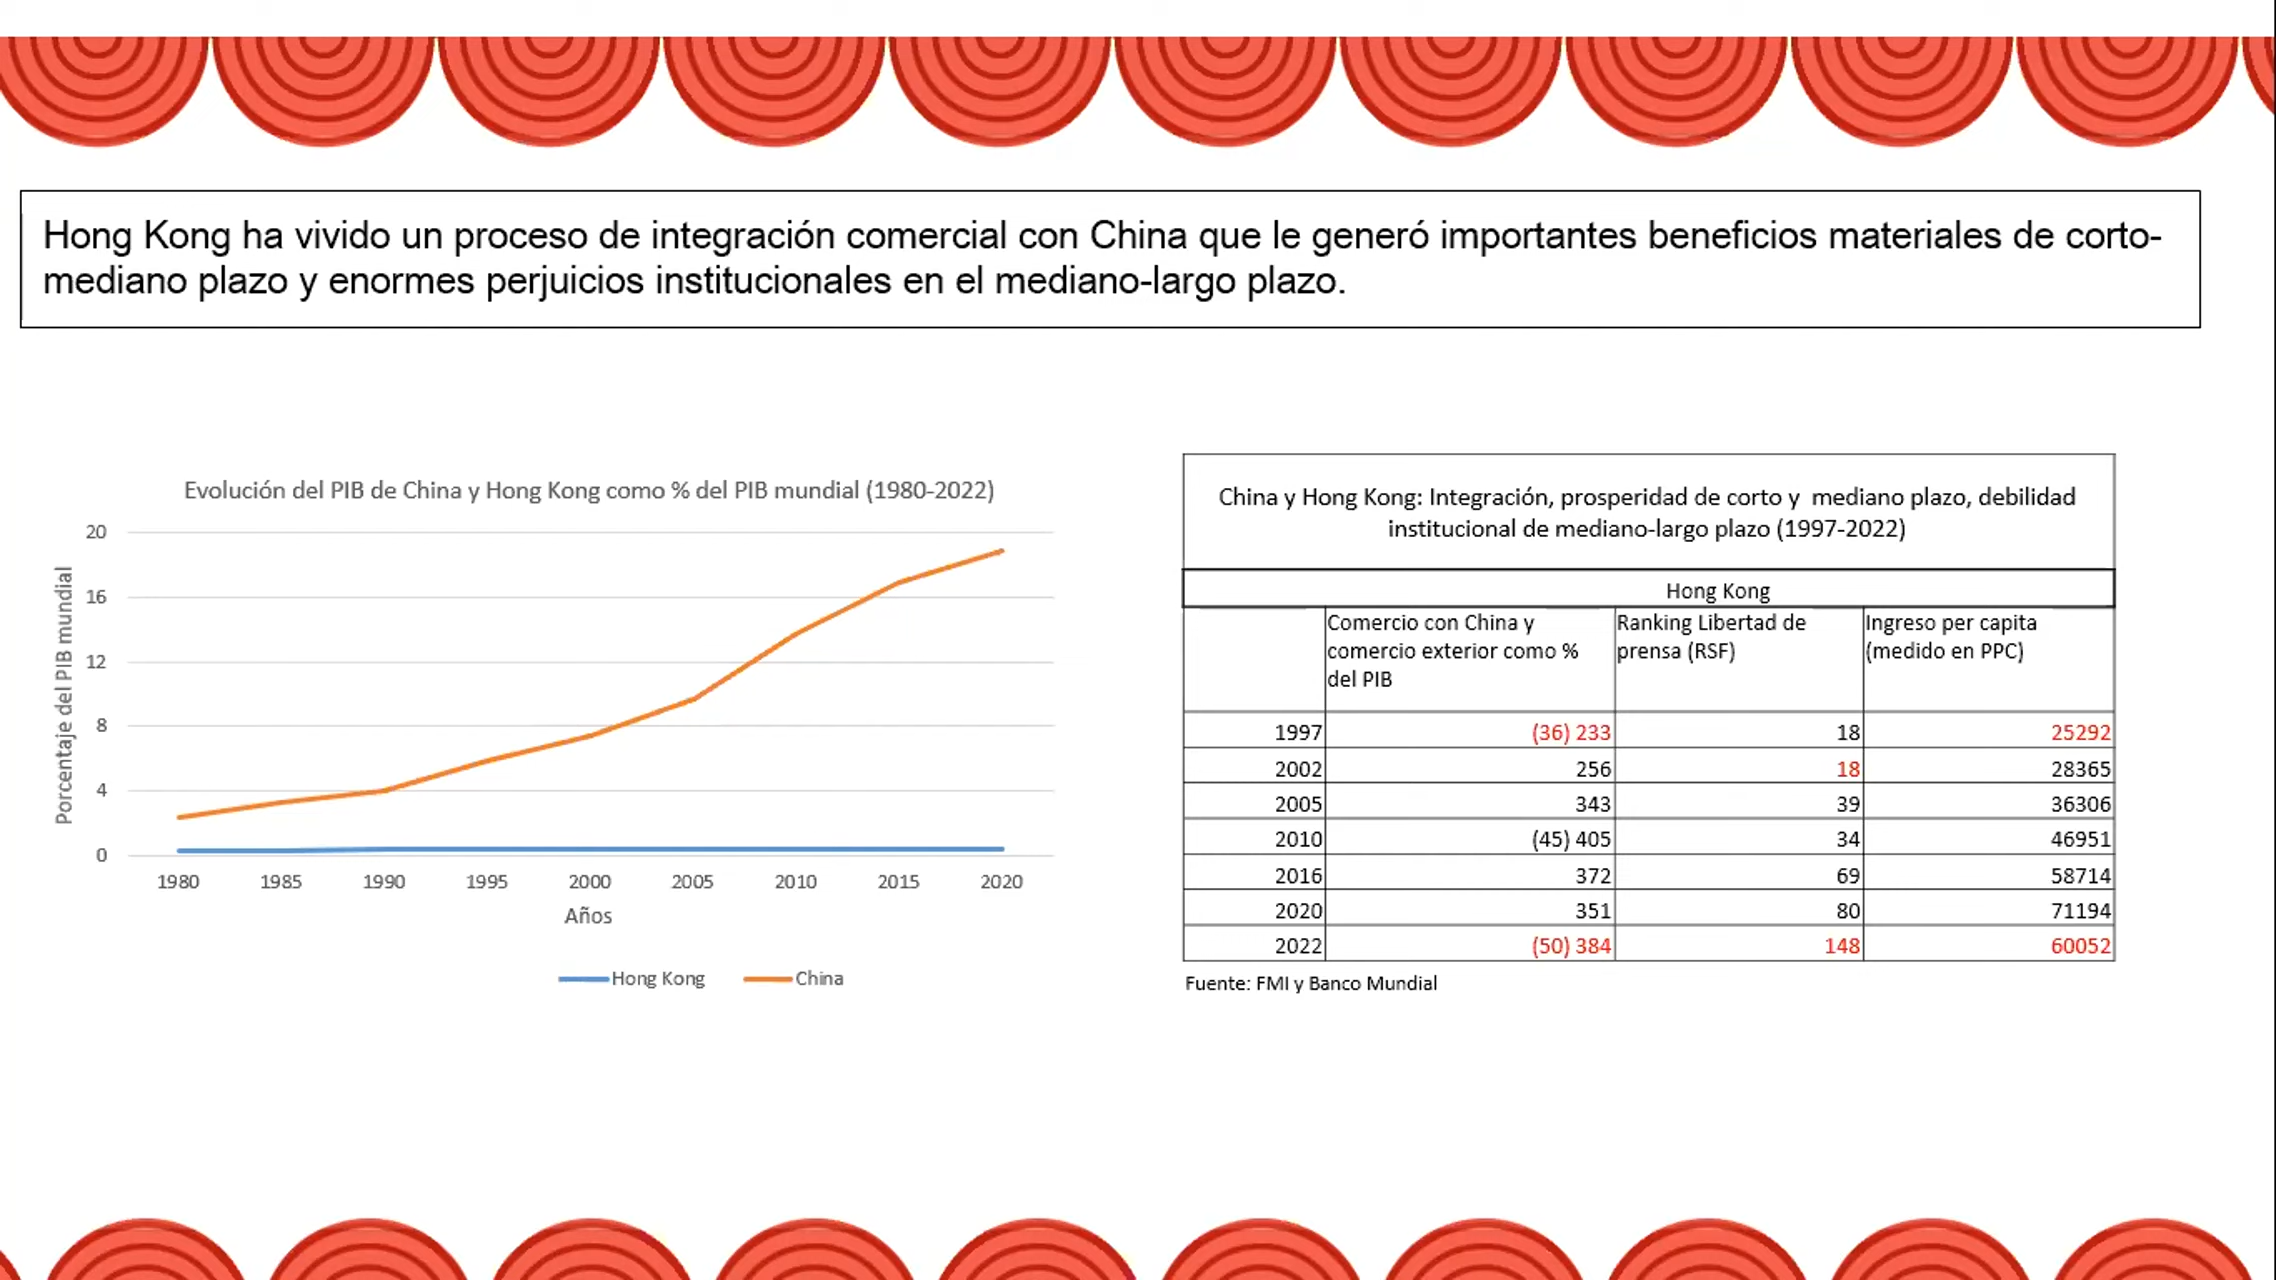 Hong Kong ha vivido un proceso de integración comercial con China que le generó importantes beneficios materiales de corto-
mediano plazo y enormes perjuicios institucionales en el mediano-largo plazo.
Evolución del PIB de China y Hong Kong como % del PIB mundial (1980-2022)
Porcentaje del PIB mundial
20
16
12
8
4
0
1980 1985 1990 1995 2000 2005 2010 2015 2020
Años
Hong Kong China
China y Hong Kong: Integración, prosperidad de corto y mediano plazo, debilidad
institucional de mediano-largo plazo (1997-2022)
Hong Kong
Comercio con China y
comercio exterior como %
del PIB
Ranking Libertad de
prensa (RSF)
Ingreso per capita
(medido en PPC)
1997 (36) 233 18 25292
2002 256 18 28365
2005 343 39 36306
2010 (45) 405 34 46951
2016 372 69 58714
2020 351 80 71194
2022 (50) 384 148 60052
Fuente: FMI y Banco Mundial